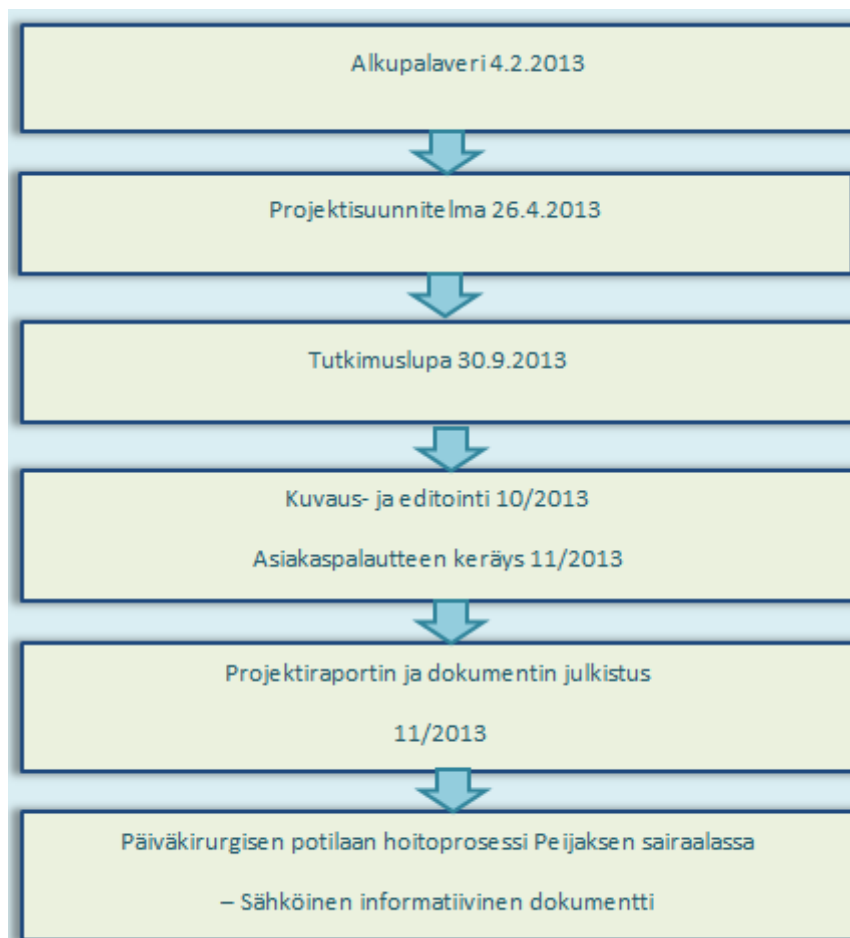 Alkupalaveri 4.2.2013
Projektisuunnitelma 26.4.2013
Tutkimuslupa 30.9.2013
Kuvaus- ja editointi 10/2013
Asiakaspalautteen keräys 11/2013
Projektiraportin ja dokumentin julkistus
11/2013
Päiväkirurgisen potilaan hoitoprosessi Peijaksen sairaalassa
– Sähköinen informatiivinen dokumentti